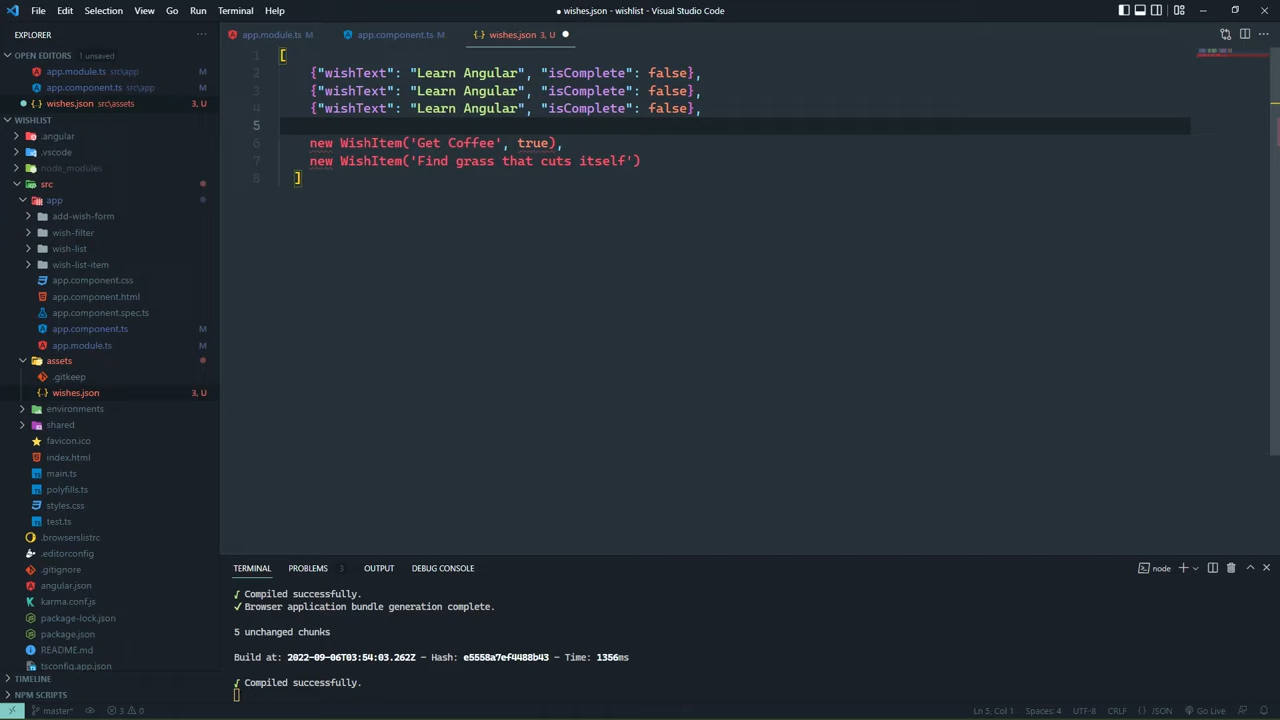 File Edit Selection View Go Run Terminal Help
● wishes.json - wishlist - Visual Studio Code
EXPLORER
OPEN EDITORS 1 unsaved
app.module.ts src\app M
app.component.ts src\app M
wishes.json src\assets 3, U
WISHLIST
.angular
.vscode
node_modules
src
app
add-wish-form
wish-filter
wish-list
wish-list-item
app.component.css
app.component.html
app.component.spec.ts
app.component.ts M
app.module.ts M
assets
.gitkeep
wishes.json 3, U
environments
shared
favicon.ico
index.html
main.ts
polyfills.ts
styles.css
test.ts
.browserslistrc
.editorconfig
.gitignore
angular.json
karma.conf.js
package-lock.json
package.json
README.md
tsconfig.app.json
TIMELINE
NPM SCRIPTS
app.module.ts M
app.component.ts M
wishes.json 3, U
1 [
2 {"wishText": "Learn Angular", "isComplete": false},
3 {"wishText": "Learn Angular", "isComplete": false},
4 {"wishText": "Learn Angular", "isComplete": false},
5
6 new WishItem('Get Coffee', true),
7 new WishItem('Find grass that cuts itself')
8 ]
TERMINAL PROBLEMS 3 OUTPUT DEBUG CONSOLE
node
√ Compiled successfully.
✓ Browser application bundle generation complete.
5 unchanged chunks
Build at: 2022-09-06T03:54:03.262Z - Hash: e5558a7ef4488b43 - Time: 1356ms
√ Compiled successfully.
master* 3 0
Ln 5, Col 1 Spaces: 4 UTF-8 CRLF {} JSON Go Live